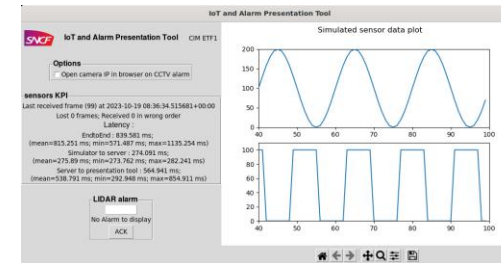 IoT and Alarm Presentation Tool
SNCF
IoT and Alarm Presentation Tool
CIM ETF1
Options
Open camera IP in browser on CCTV alarm
sensors KPI
Last received frame (99) at 2023-10-19 08:36:34.515681+00:00
Lost 0 frames; Received 0 in wrong order
Latency :
EndtoEnd : 839.581 ms;
(mean=815.251 ms; min=571.487 ms; max=1135.254 ms)
Simulator to server : 274.091 ms;
(mean=275.89 ms; min=273.762 ms; max=282.241 ms)
Server to presentation tool : 564.941 ms;
(mean=538.791 ms; min=292.948 ms; max=854.911 ms)
LIDAR alarm
No Alarm to display
ACK
Simulated sensor data plot
200
150
100
50
0
40 50 60 70 80 90 100
100
80
60
40
20
0
40 50 60 70 80 90 100